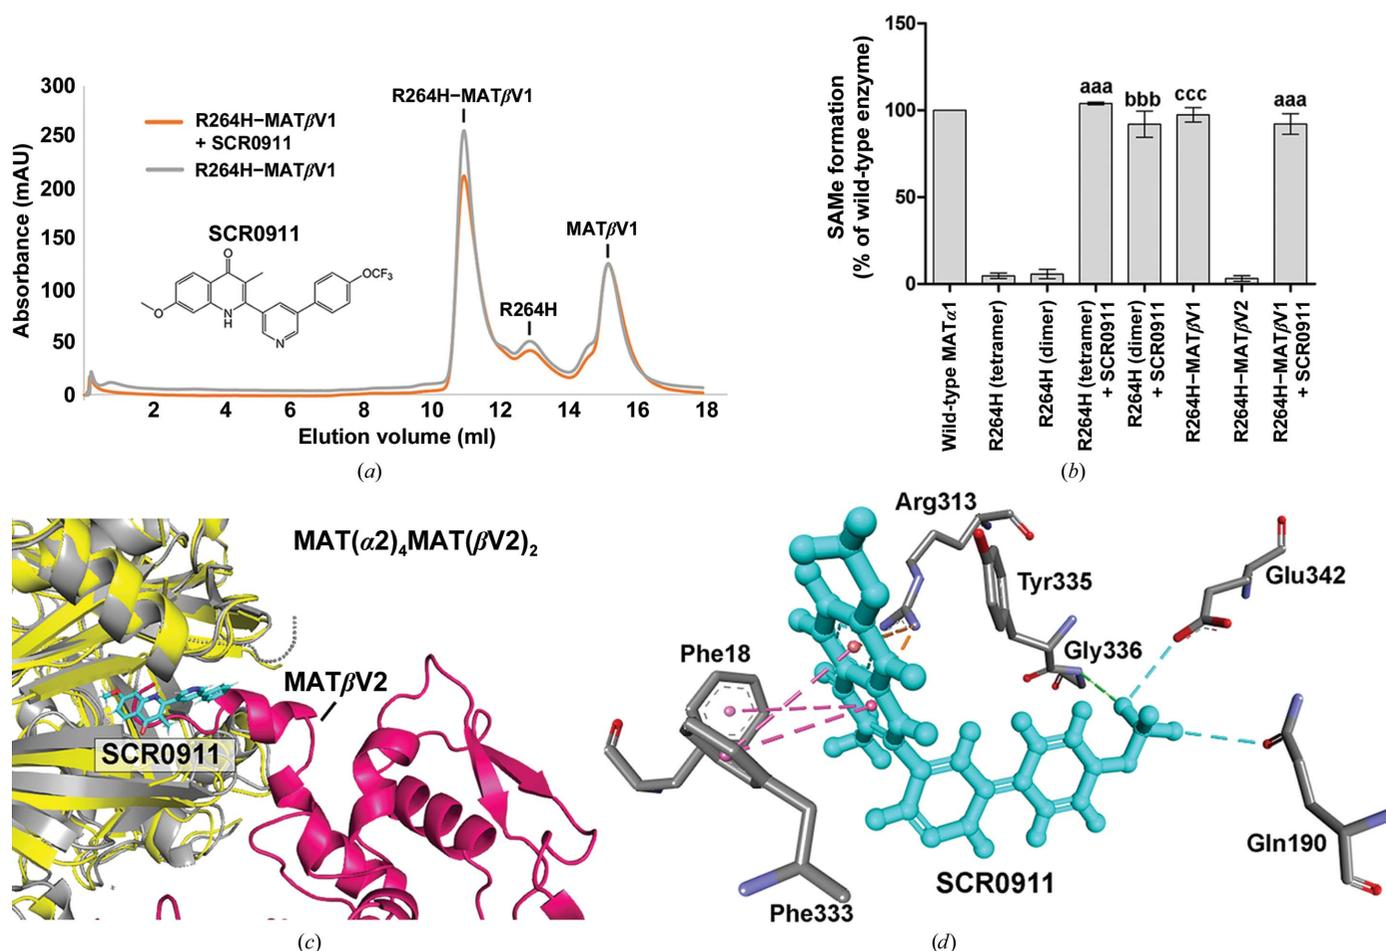 300
250
200
150
100
50
0
Absorbance (mAU)
R264H−MATβV1
+ SCR0911
R264H−MATβV1
R264H−MATβV1
R264H
MATβV1
SCR0911
O
N
H
O
N
OCF₃
2 4 6 8 10 12 14 16 18
Elution volume (ml)
(a)
150
100
50
0
SAMe formation
(% of wild-type enzyme)
aaa
bbb
ccc
aaa
Wild-type MATα1
R264H (tetramer)
R264H (dimer)
R264H (tetramer)
+ SCR0911
R264H (dimer)
+ SCR0911
R264H−MATβV1
R264H−MATβV2
R264H−MATβV1
+ SCR0911
(b)
MAT(α2)₄MAT(βV2)₂
MATβV2
SCR0911
(c)
Arg313
Tyr335
Glu342
Gly336
Phe18
Gln190
SCR0911
Phe333
(d)